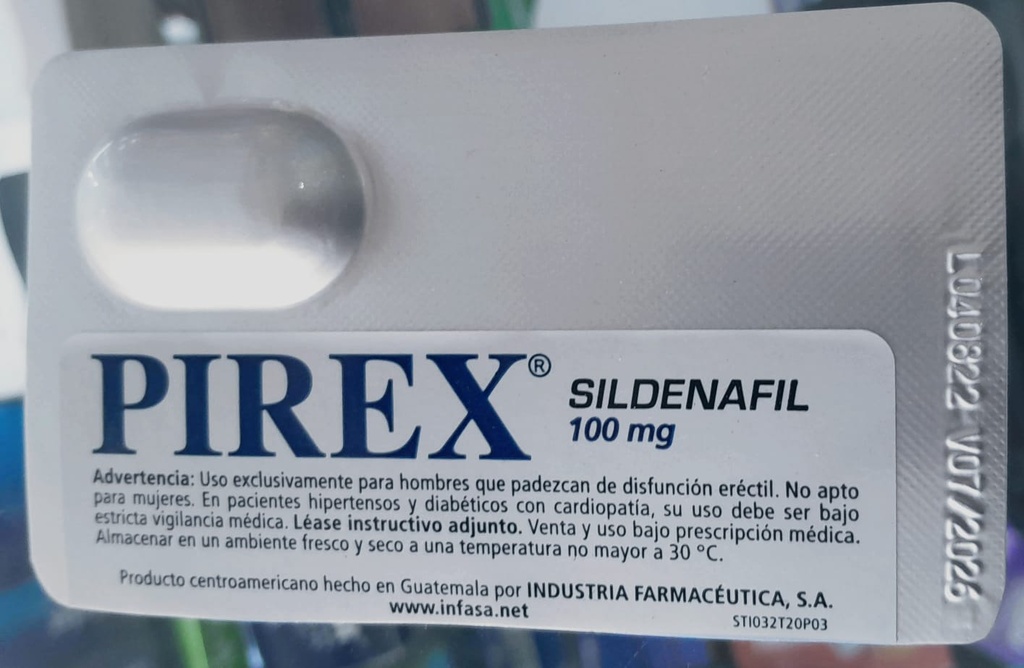 PIREX®
SILDENAFIL
100 mg
Advertencia: Uso exclusivamente para hombres que padezcan de disfunción eréctil. No apto
para mujeres. En pacientes hipertensos y diabéticos con cardiopatía, su uso debe ser bajo
estricta vigilancia médica. Léase instructivo adjunto. Venta y uso bajo prescripción médica.
Almacenar en un ambiente fresco y seco a una temperatura no mayor a 30 °C.
Producto centroamericano hecho en Guatemala por INDUSTRIA FARMACÉUTICA, S.A.
www.infasa.net
STI032T20P03
L040822 V07/2026